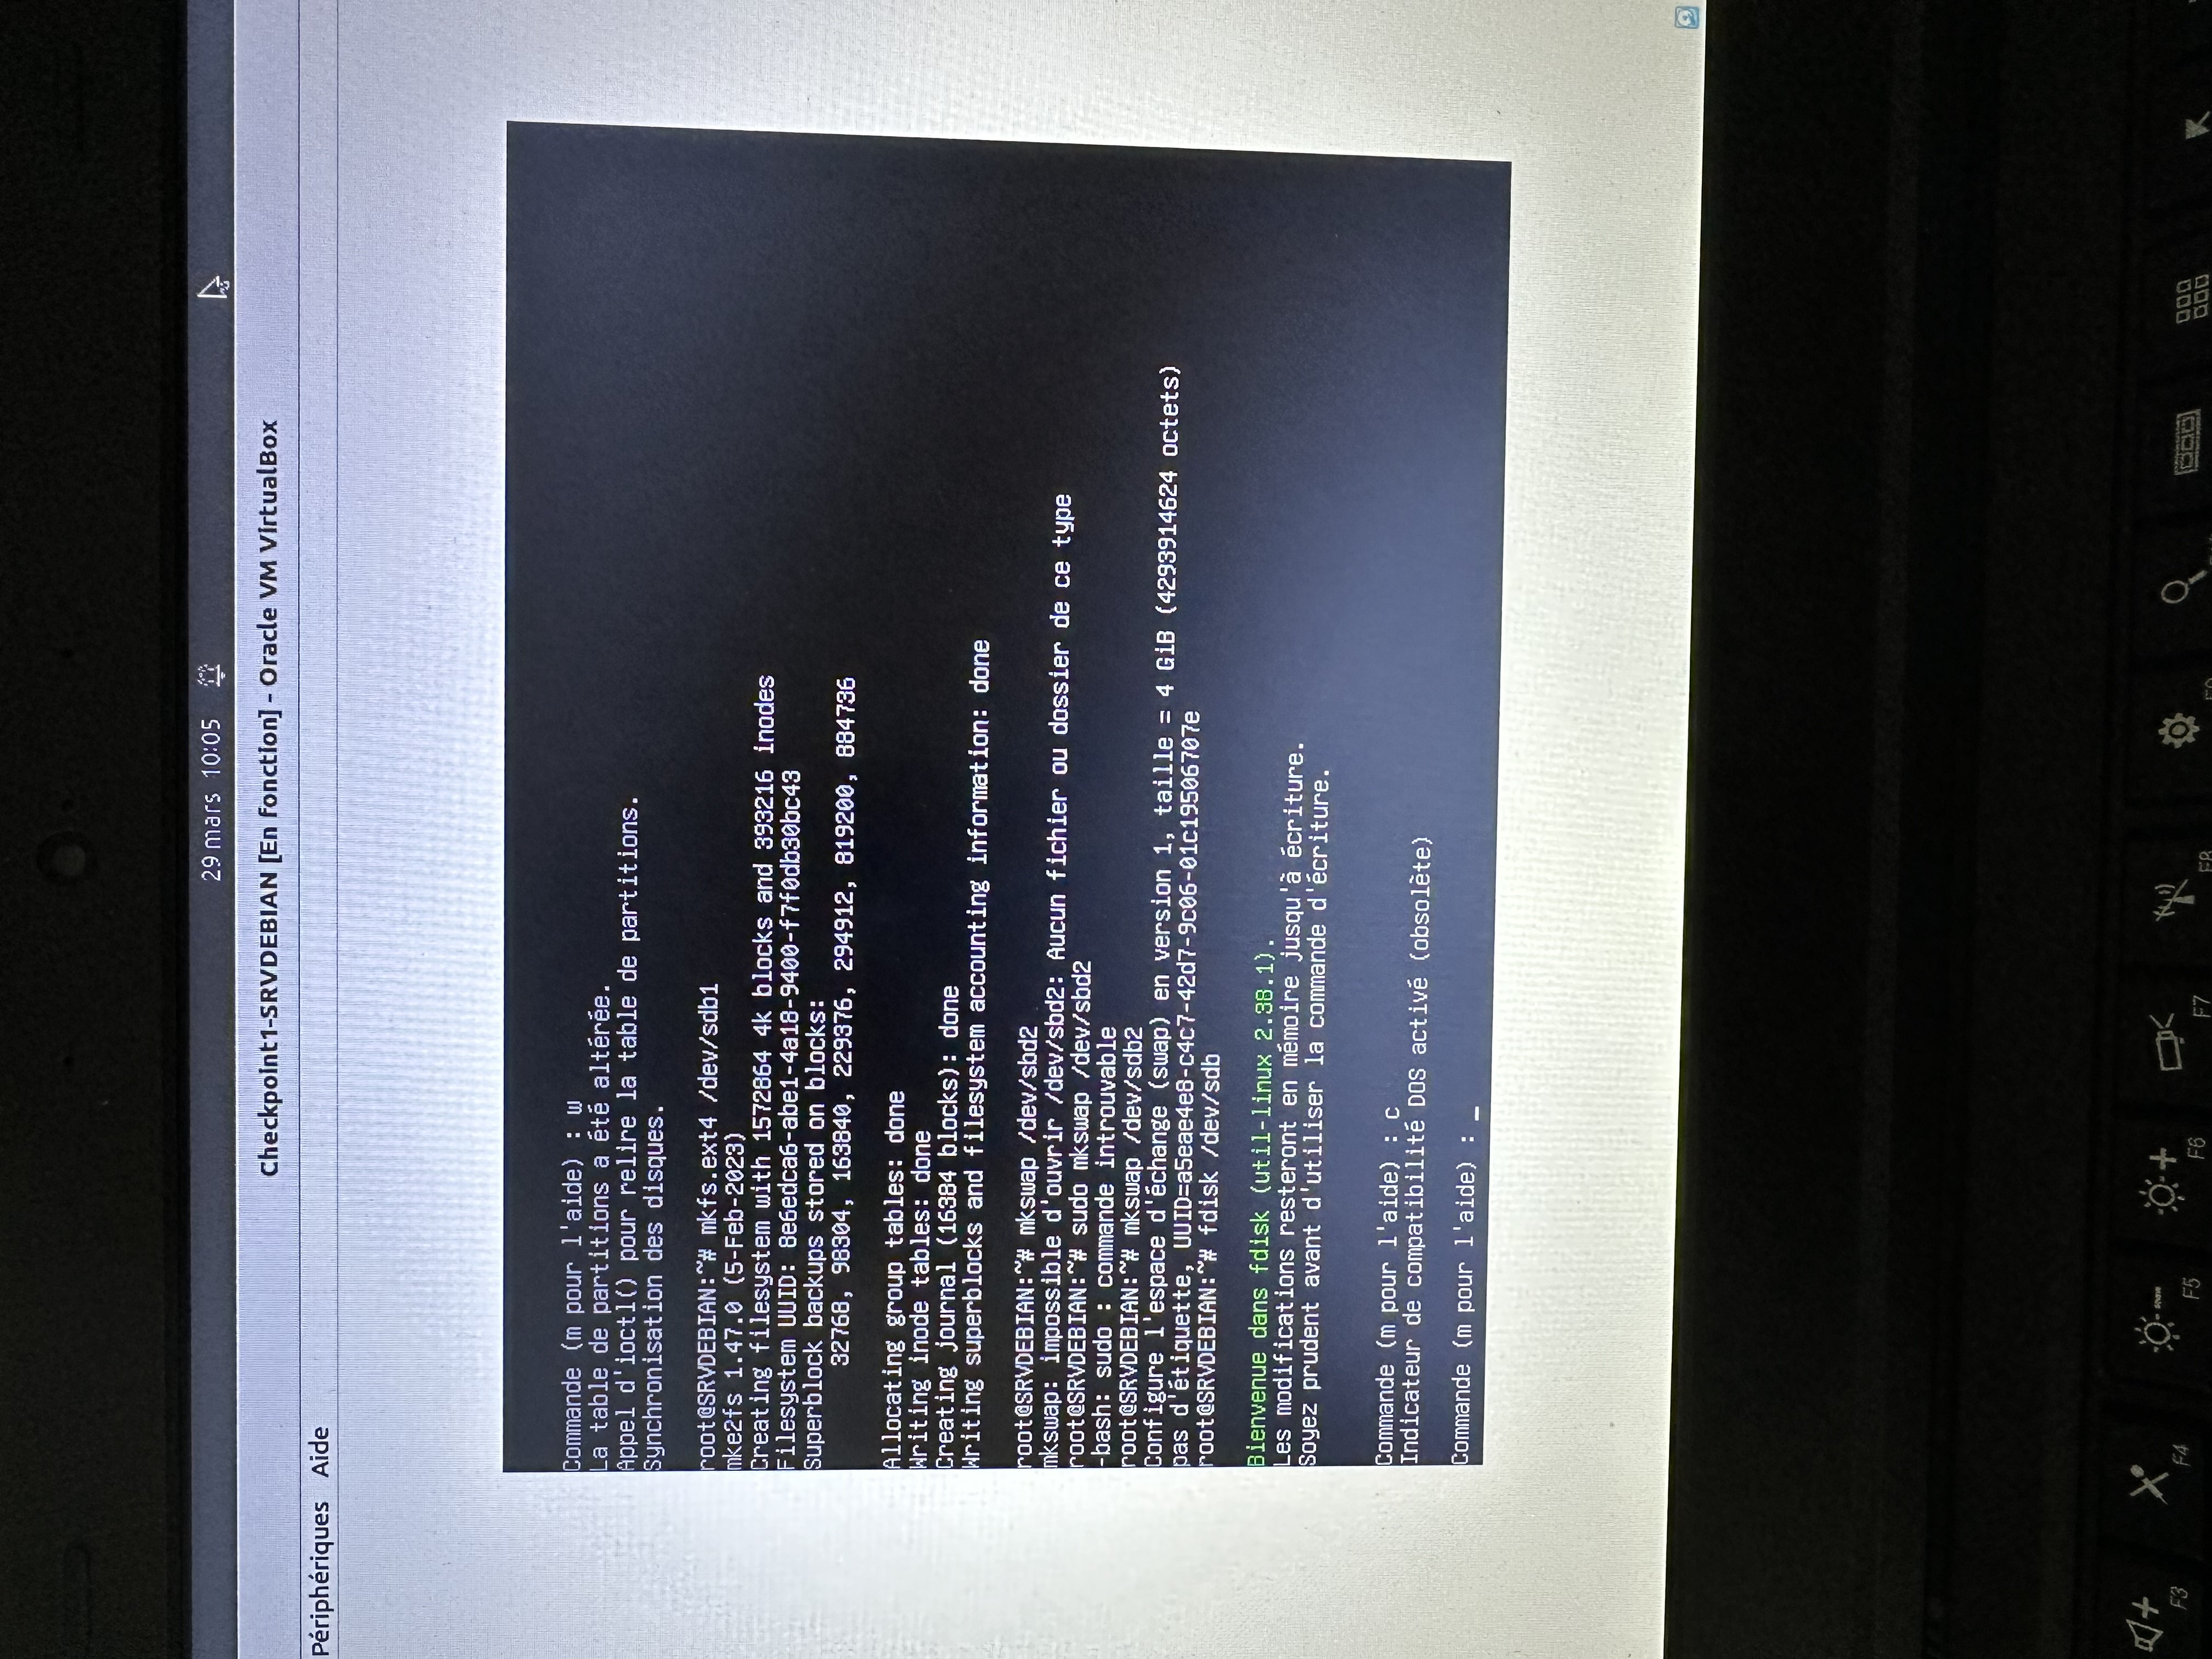 29 mars 10:05
Checkpoint1-SRVDEBIAN [En fonction] - Oracle VM VirtualBox
Périphériques Aide
Commande (m pour l'aide) : w
La table de partitions a été altérée.
Appel d'ioctl() pour relire la table de partitions.
Synchronisation des disques.
root@SRVDEBIAN:~# mkfs.ext4 /dev/sdb1
mke2fs 1.47.0 (5-Feb-2023)
Creating filesystem with 1572864 4k blocks and 393216 inodes
Filesystem UUID: 8e6edca6-abe1-4a18-9400-f7f0db30bc43
Superblock backups stored on blocks:
32768, 98304, 163840, 229376, 294912, 819200, 884736
Allocating group tables: done
Writing inode tables: done
Creating journal (16384 blocks): done
Writing superblocks and filesystem accounting information: done
root@SRVDEBIAN:~# mkswap /dev/sbd2
mkswap: impossible d'ouvrir /dev/sbd2: Aucun fichier ou dossier de ce type
root@SRVDEBIAN:~# sudo mkswap /dev/sbd2
-bash: sudo : commande introuvable
root@SRVDEBIAN:~# mkswap /dev/sdb2
Configure l'espace d'échange (swap) en version 1, taille = 4 GiB (4293914624 octets)
pas d'étiquette, UUID=a5eae4e8-c4c7-42d7-9c06-01c19506707e
root@SRVDEBIAN:~# fdisk /dev/sdb
Bienvenue dans fdisk (util-linux 2.38.1).
Les modifications resteront en mémoire jusqu'à écriture.
Soyez prudent avant d'utiliser la commande d'écriture.
Commande (m pour l'aide) : c
Indicateur de compatibilité DOS activé (obsolète)
Commande (m pour l'aide) : _
F3 F4 F5 F6 F7 F8